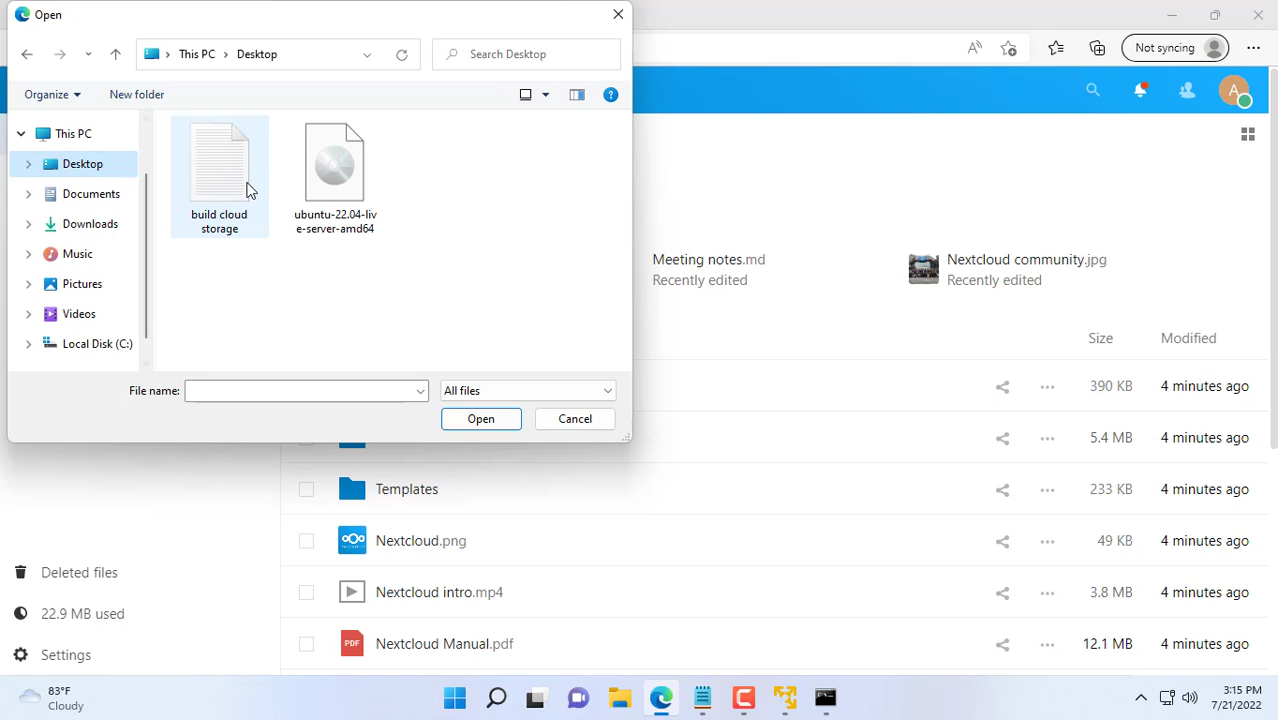 Open
This PC
Desktop
Search Desktop
Not syncing
Organize
New folder
A
This PC
Desktop
Documents
Downloads
Music
Pictures
Videos
Local Disk (C:)
build cloud
storage
ubuntu-22.04-liv
e-server-amd64
File name:
All files
Open
Cancel
Meeting notes.md
Recently edited
Nextcloud community.jpg
Recently edited
Size
Modified
390 KB
4 minutes ago
5.4 MB
4 minutes ago
Templates
233 KB
4 minutes ago
Nextcloud.png
49 KB
4 minutes ago
Nextcloud intro.mp4
3.8 MB
4 minutes ago
PDF
Nextcloud Manual.pdf
12.1 MB
4 minutes ago
Deleted files
22.9 MB used
Settings
83°F
Cloudy
3:15 PM
7/21/2022